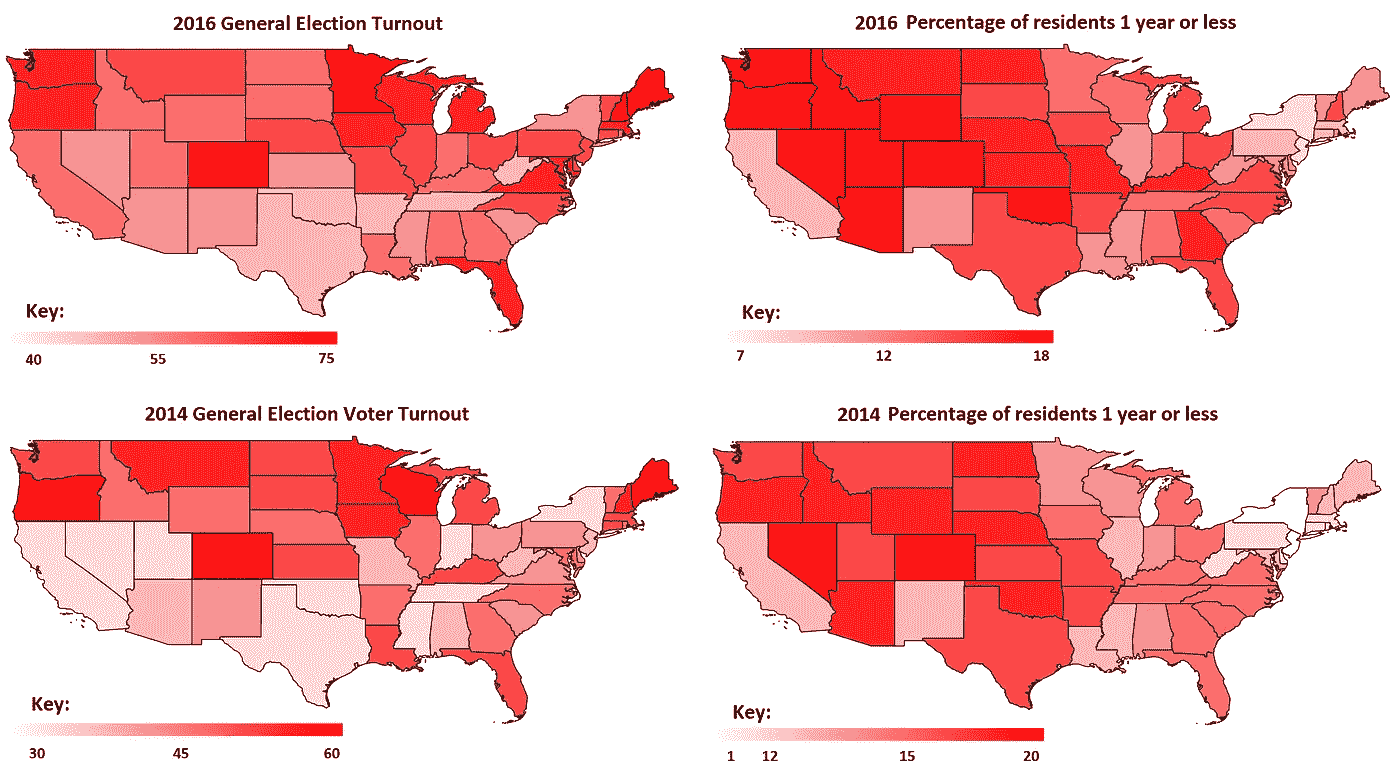 2016 General Election Turnout
2016 Percentage of residents 1 year or less
Key:
40 55 75
Key:
7 12 18
2014 General Election Voter Turnout
2014 Percentage of residents 1 year or less
Key:
30 45 60
Key:
1 12 15 20